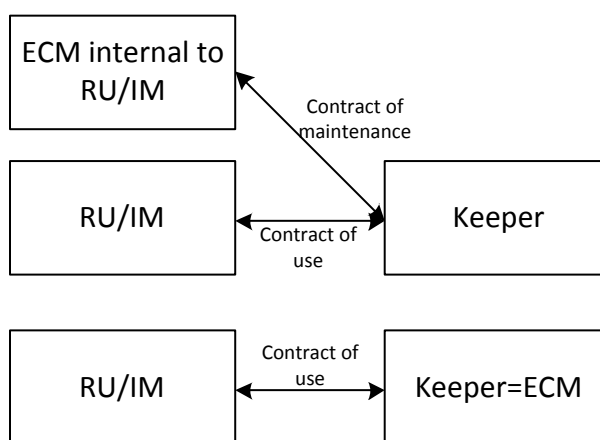 ECM internal to
RU/IM
Contract of
maintenance
RU/IM
Contract of
use
Keeper
RU/IM
Contract of
use
Keeper=ECM